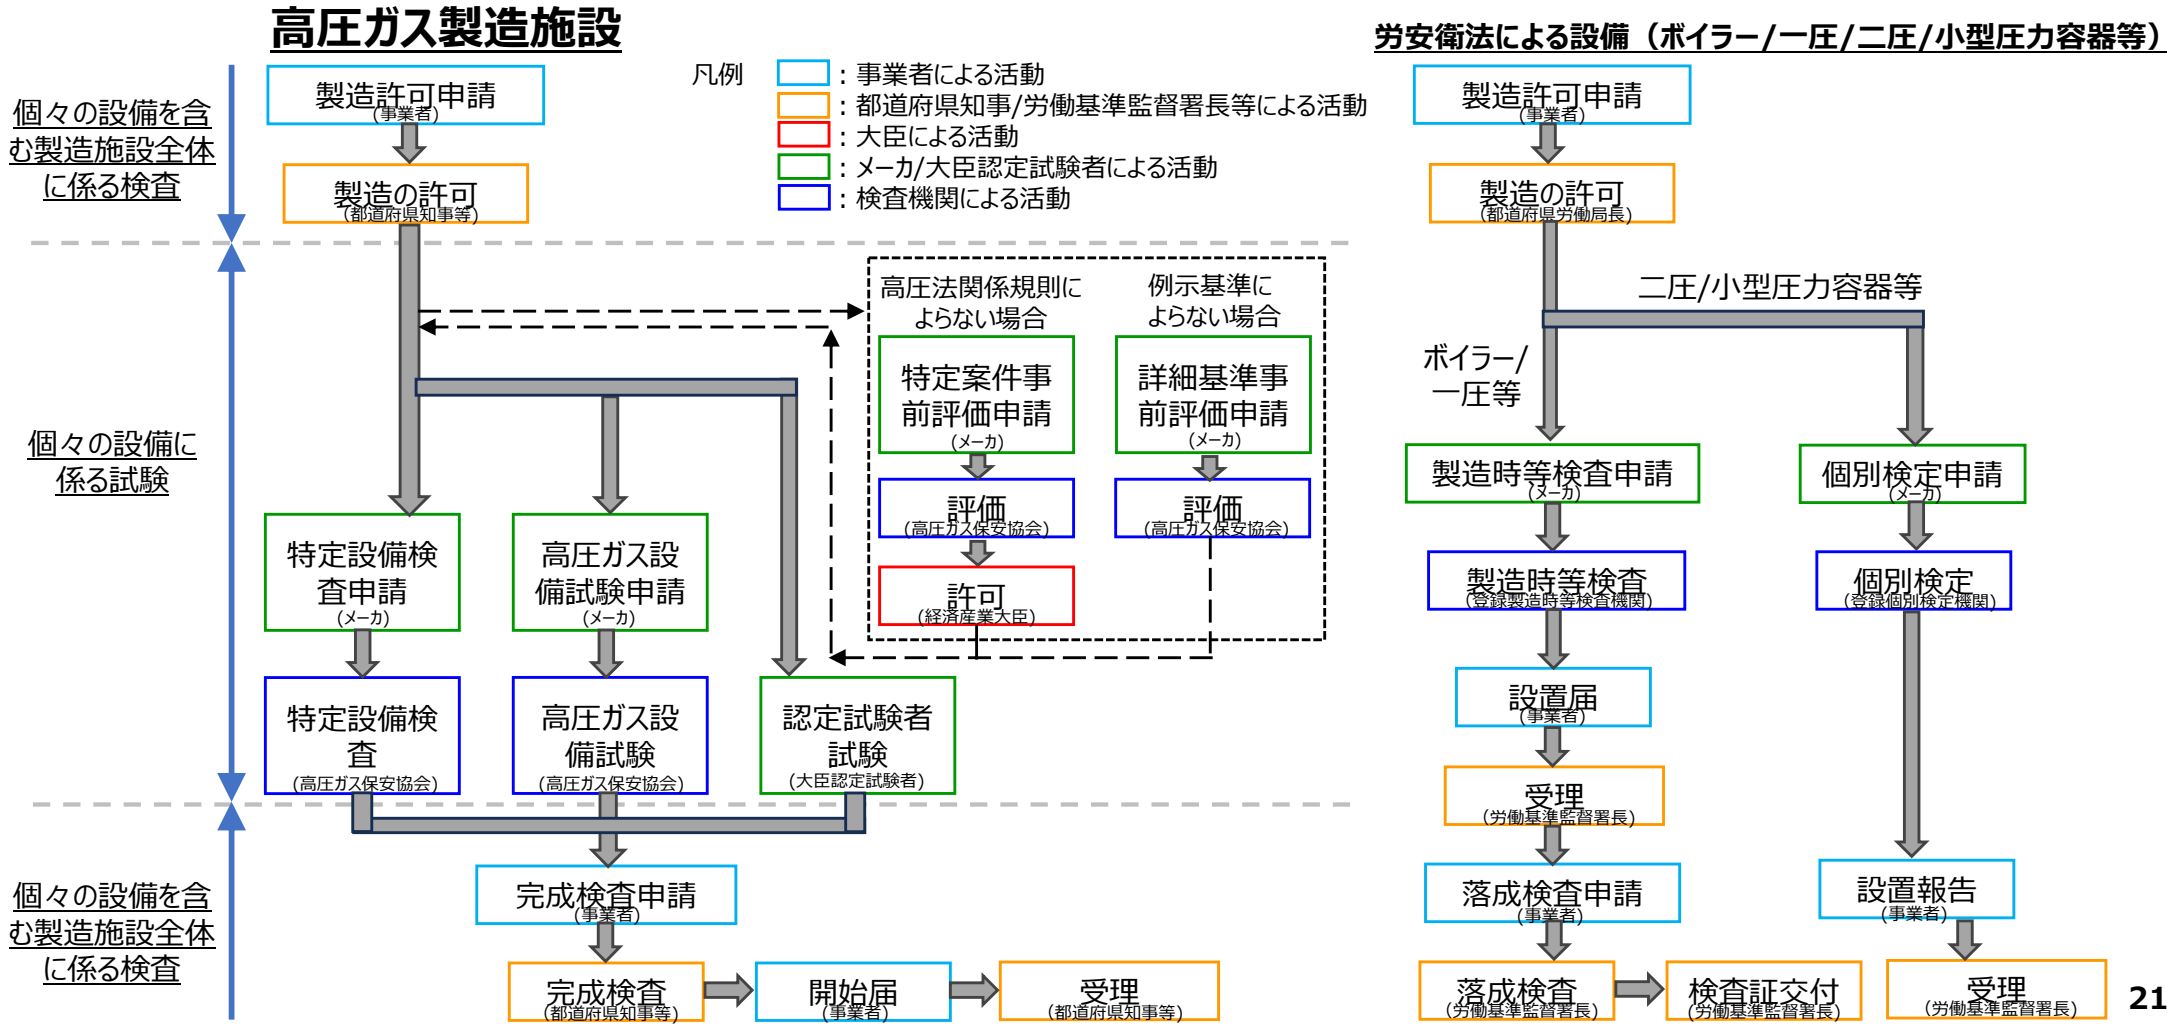 高圧ガス製造施設
労安衛法による設備（ボイラー/一圧/二圧/小型圧力容器等）
凡例
：事業者による活動
：都道府県知事/労働基準監督署長等による活動
：大臣による活動
：メーカ/大臣認定試験者による活動
：検査機関による活動
個々の設備を含
む製造施設全体
に係る検査
製造許可申請
(事業者)
製造の許可
(都道府県知事等)
個々の設備に
係る試験
高圧法関係規則に
よらない場合
特定案件事
前評価申請
(メーカ)
評価
(高圧ガス保安協会)
許可
(経済産業大臣)
例示基準に
よらない場合
詳細基準事
前評価申請
(メーカ)
評価
(高圧ガス保安協会)
特定設備検
査申請
(メーカ)
高圧ガス設
備試験申請
(メーカ)
特定設備検
査
(高圧ガス保安協会)
高圧ガス設
備試験
(高圧ガス保安協会)
認定試験者
試験
(大臣認定試験者)
個々の設備を含
む製造施設全体
に係る検査
完成検査申請
(事業者)
完成検査
(都道府県知事等)
開始届
(事業者)
受理
(都道府県知事等)
製造許可申請
(事業者)
製造の許可
(都道府県労働局長)
二圧/小型圧力容器等
ボイラー/
一圧等
製造時等検査申請
(メーカ)
製造時等検査
(登録製造時等検査機関)
設置届
(事業者)
受理
(労働基準監督署長)
落成検査申請
(事業者)
落成検査
(労働基準監督署長)
検査証交付
(労働基準監督署長)
個別検定申請
(メーカ)
個別検定
(登録個別検定機関)
設置報告
(事業者)
受理
(労働基準監督署長)
21